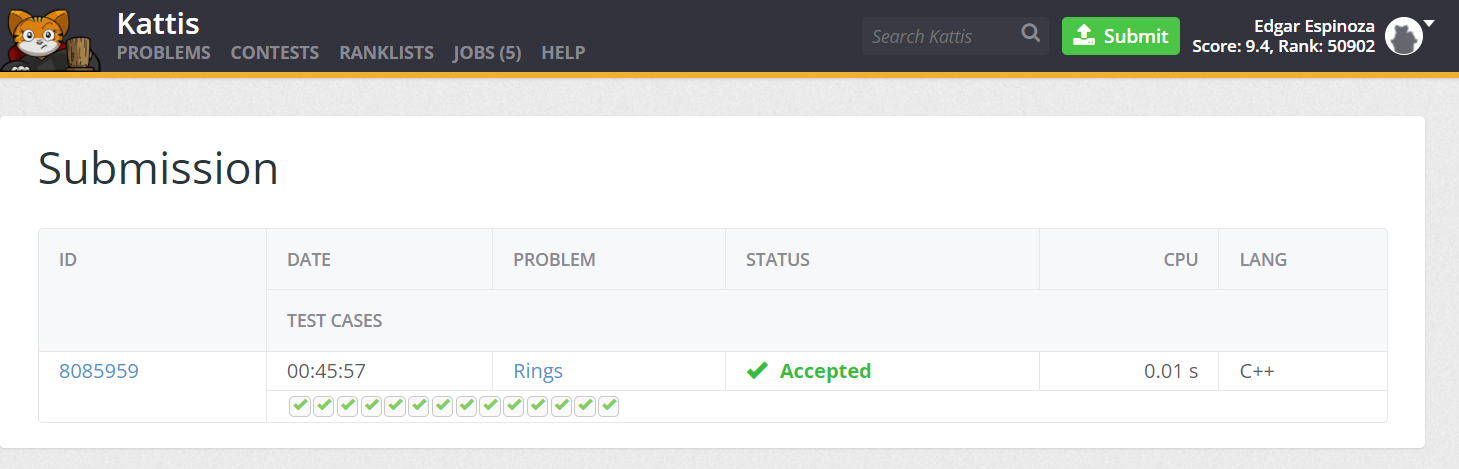 Kattis
PROBLEMS CONTESTS RANKLISTS JOBS (5) HELP
Search Kattis
Submit
Edgar Espinoza
Score: 9.4, Rank: 50902
Submission
ID DATE PROBLEM STATUS CPU LANG
TEST CASES
8085959 00:45:57 Rings Accepted 0.01 s C++